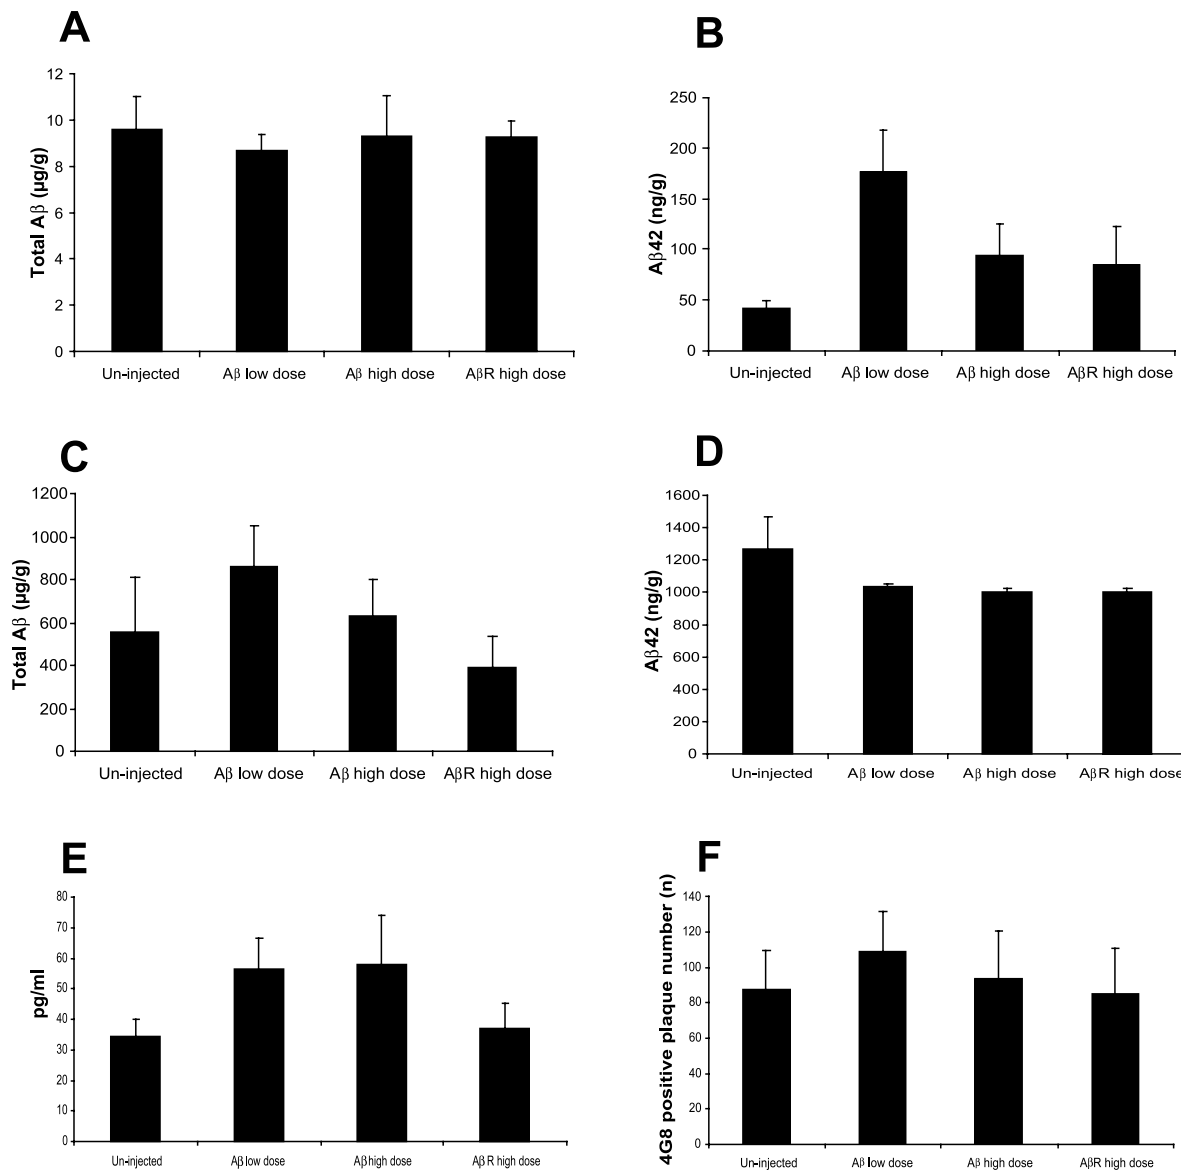 A
Total Aβ (μg/g)
12
10
8
6
4
2
0
Un-injected Aβ low dose Aβ high dose AβR high dose
B
Aβ42 (ng/g)
250
200
150
100
50
0
Un-injected Aβ low dose Aβ high dose AβR high dose
C
Total Aβ (μg/g)
1200
1000
800
600
400
200
0
Un-injected Aβ low dose Aβ high dose AβR high dose
D
Aβ42 (ng/g)
1600
1400
1200
1000
800
600
400
200
0
Un-injected Aβ low dose Aβ high dose AβR high dose
E
pg/ml
80
70
60
50
40
30
20
10
0
Un-injected Aβ low dose Aβ high dose AβR high dose
F
4G8 positive plaque number (n)
140
120
100
80
60
40
20
0
Un-injected Aβ low dose Aβ high dose AβR high dose